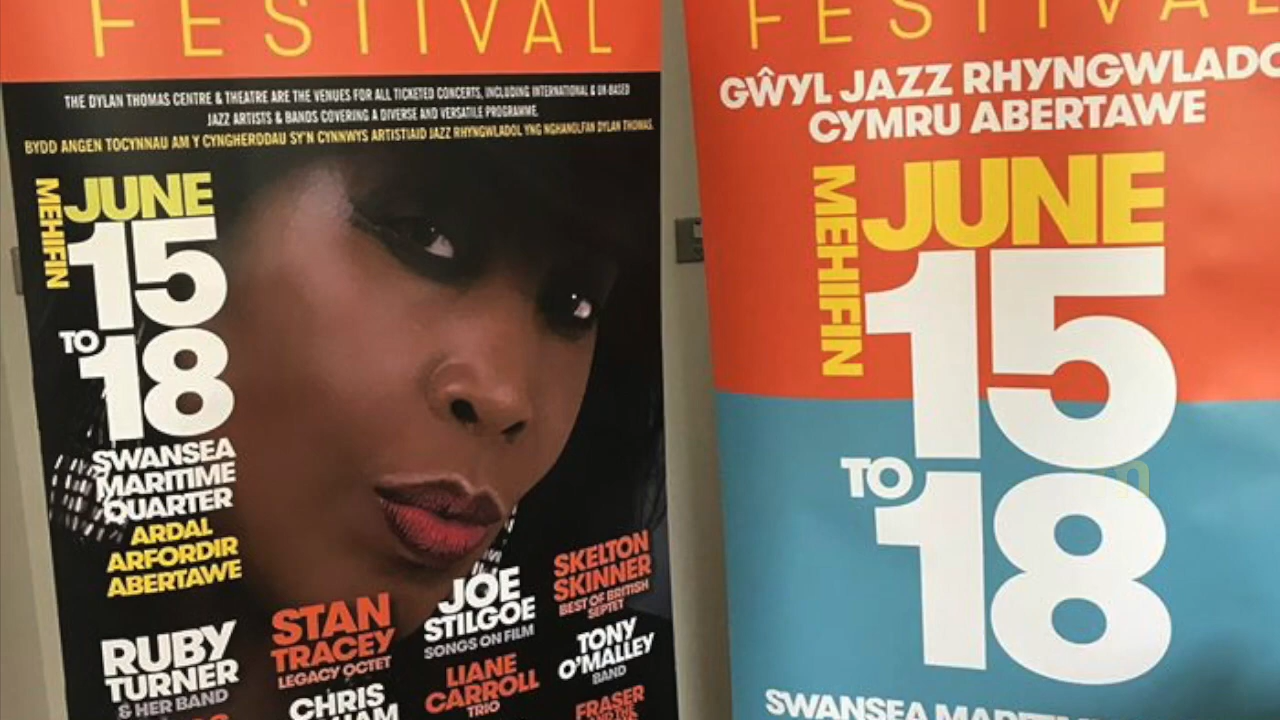 FESTIVAL
THE DYLAN THOMAS CENTRE & THEATRE ARE THE VENUES FOR ALL TICKETED CONCERTS, INCLUDING INTERNATIONAL & UK-BASED
JAZZ ARTISTS & BANDS COVERING A DIVERSE AND VERSATILE PROGRAMME.
BYDD ANGEN TOCYNNAU AM Y CYNGHERDDAU SY'N CYNNWYS ARTISTIAID JAZZ RHYNGWLADOL YNG NGHANOLFAN DYLAN THOMAS.
MEHIFIN
JUNE
15
TO
18
SWANSEA
MARITIME
QUARTER
ARDAL
ARFORDIR
ABERTAWE
RUBY
TURNER
& HER BAND
STAN
TRACEY
LEGACY OCTET
CHRIS
JOE
STILGOE
SONGS ON FILM
LIANE
CARROLL
TRIO
SKELTON
SKINNER
BEST OF BRITISH
SEPTET
TONY
O'MALLEY
BAND
FRASER
FESTIVAL
GŴYL JAZZ RHYNGWLADO
CYMRU ABERTAWE
MEHIFIN
JUNE
15
TO
18
SWANSEA